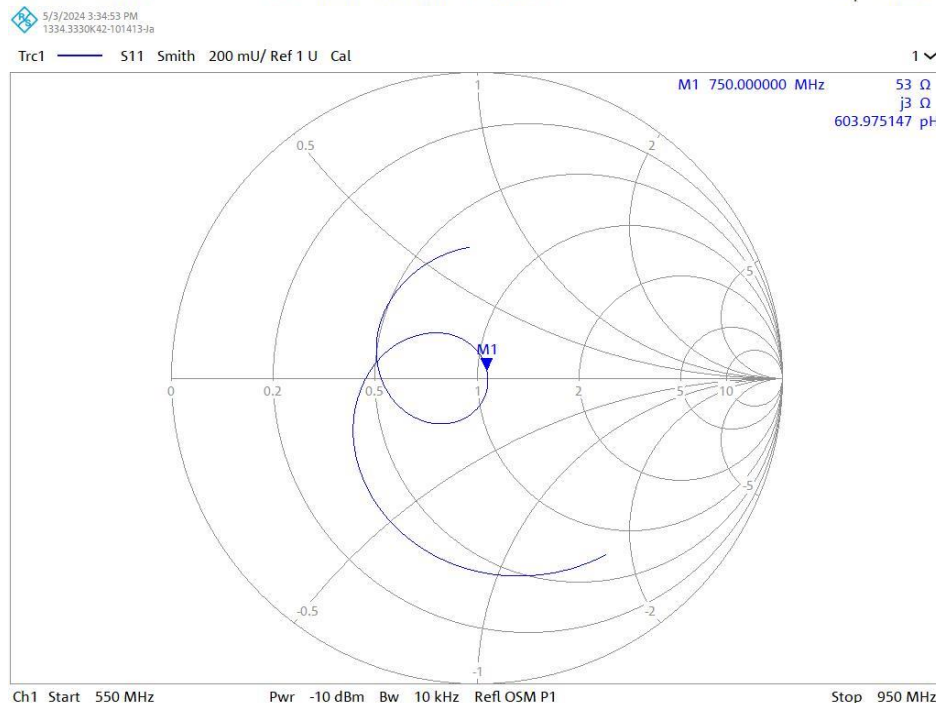 R&S
5/3/2024 3:34:53 PM
1334.3330K42-101413-Ja
Trc1 S11 Smith 200 mU/ Ref 1 U Cal 1
M1 750.000000 MHz 53 Ω
j3 Ω
603.975147 pH
1
0.5 2
5
M1
0 0.2 0.5 1 2 5 10
-5
-0.5 -2
-1
Ch1 Start 550 MHz Pwr -10 dBm Bw 10 kHz Refl OSM P1 Stop 950 MHz